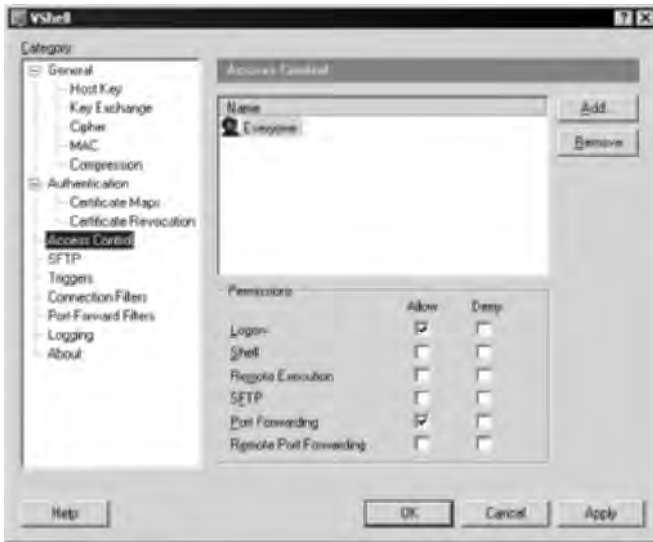 VShell
Category
General
Host Key
Key Exchange
Cipher
MAC
Compression
Authentication
Certificate Maps
Certificate Revocation
Access Control
SFTP
Triggers
Connection Filters
Port-Forward Filters
Logging
About
Access Control
Name
Everyone
Add...
Remove
Permissions
Allow Deny
Logon
Shell
Remote Execution
SFTP
Port Forwarding
Remote Port Forwarding
Help
OK
Cancel
Apply